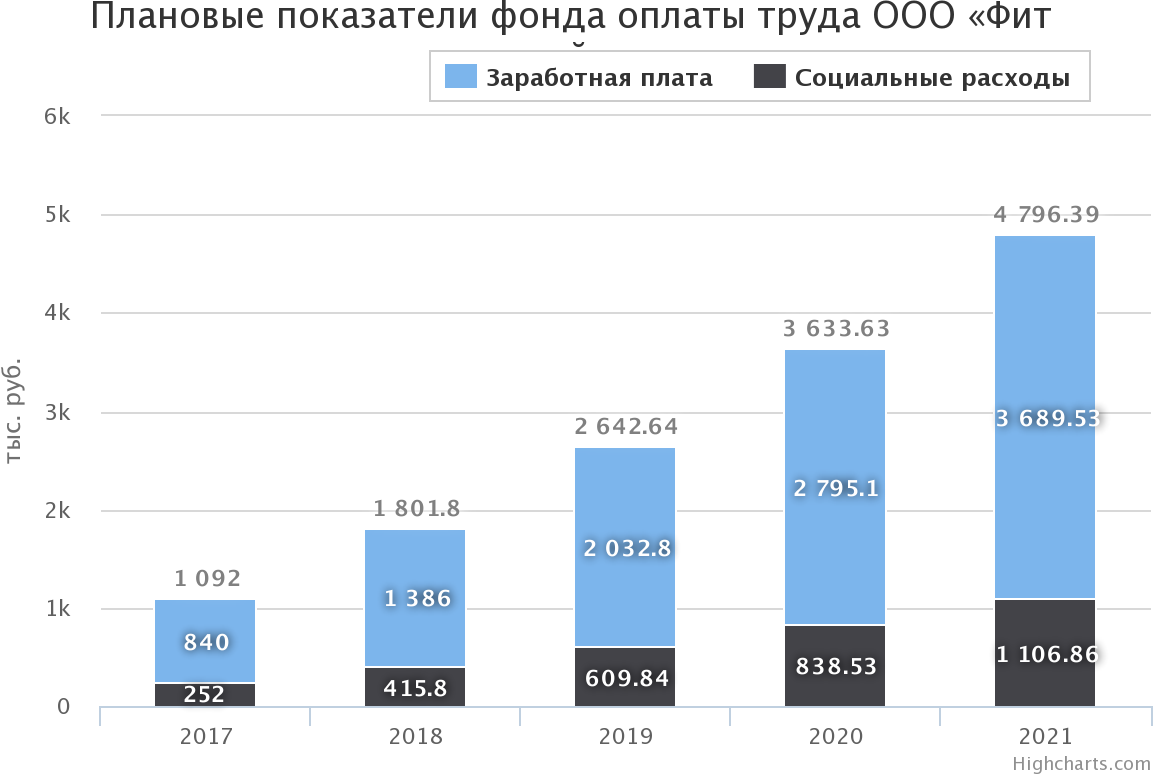 Плановые показатели фонда оплаты труда ООО «Фит
Заработная плата Социальные расходы
6k
5k
4k
3k
2k
1k
0
тыс. руб.
4 796.39
3 633.63
2 642.64
1 801.8
1 092
3 689.53
2 795.1
2 032.8
1 386
840
1 106.86
838.53
609.84
415.8
252
2017 2018 2019 2020 2021
Highcharts.com